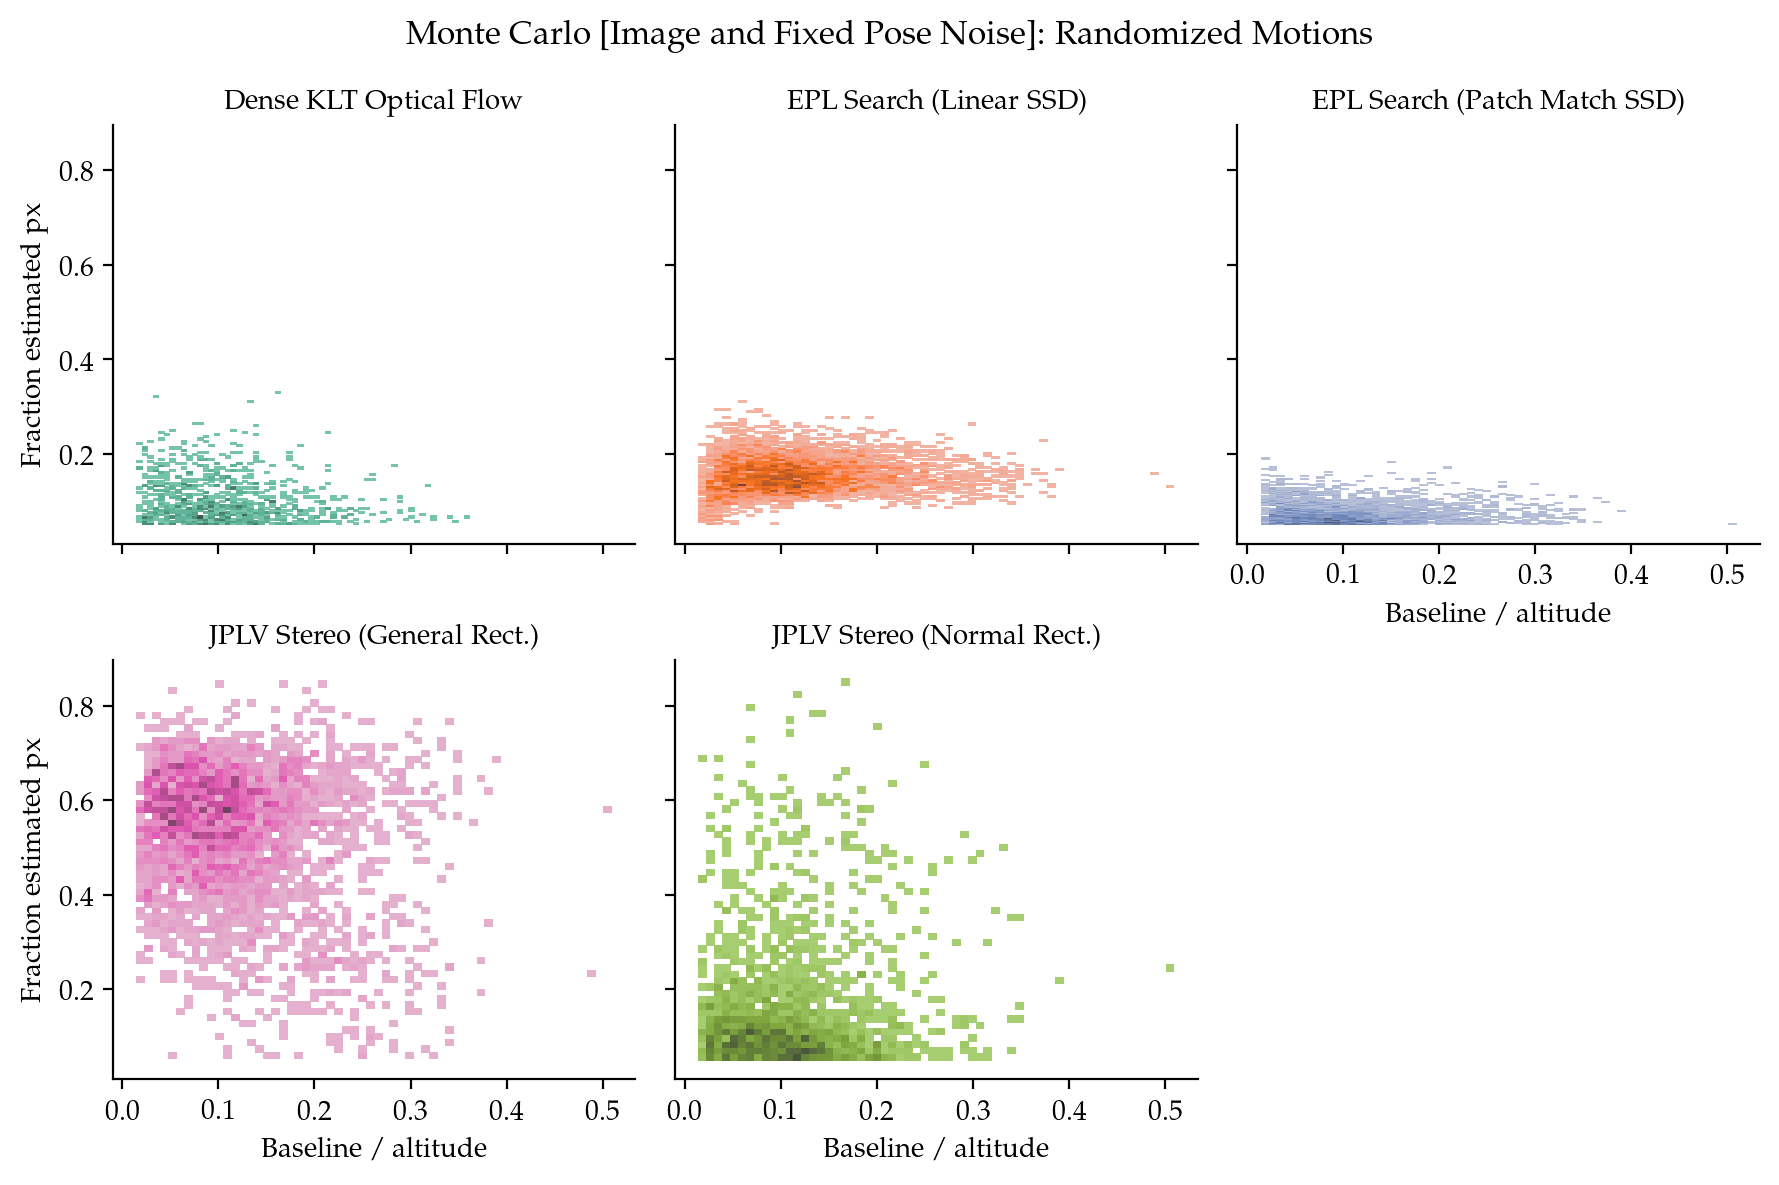 Monte Carlo [Image and Fixed Pose Noise]: Randomized Motions
Dense KLT Optical Flow
EPL Search (Linear SSD)
EPL Search (Patch Match SSD)
Fraction estimated px
0.8
0.6
0.4
0.2
0.0 0.1 0.2 0.3 0.4 0.5
Baseline / altitude
JPLV Stereo (General Rect.)
JPLV Stereo (Normal Rect.)
Fraction estimated px
0.8
0.6
0.4
0.2
0.0 0.1 0.2 0.3 0.4 0.5
Baseline / altitude
0.0 0.1 0.2 0.3 0.4 0.5
Baseline / altitude